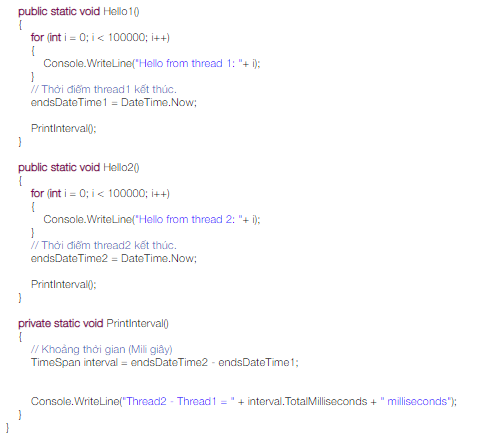 public static void Hello1()
{
for (int i = 0; i < 100000; i++)
{
Console.WriteLine("Hello from thread 1: "+ i);
}
// Thời điểm thread1 kết thúc.
endsDateTime1 = DateTime.Now;
PrintInterval();
}
public static void Hello2()
{
for (int i = 0; i < 100000; i++)
{
Console.WriteLine("Hello from thread 2: "+ i);
}
// Thời điểm thread2 kết thúc.
endsDateTime2 = DateTime.Now;
PrintInterval();
}
private static void PrintInterval()
{
// Khoảng thời gian (Mili giây)
TimeSpan interval = endsDateTime2 - endsDateTime1;
Console.WriteLine("Thread2 - Thread1 = " + interval.TotalMilliseconds + " milliseconds");
}
}